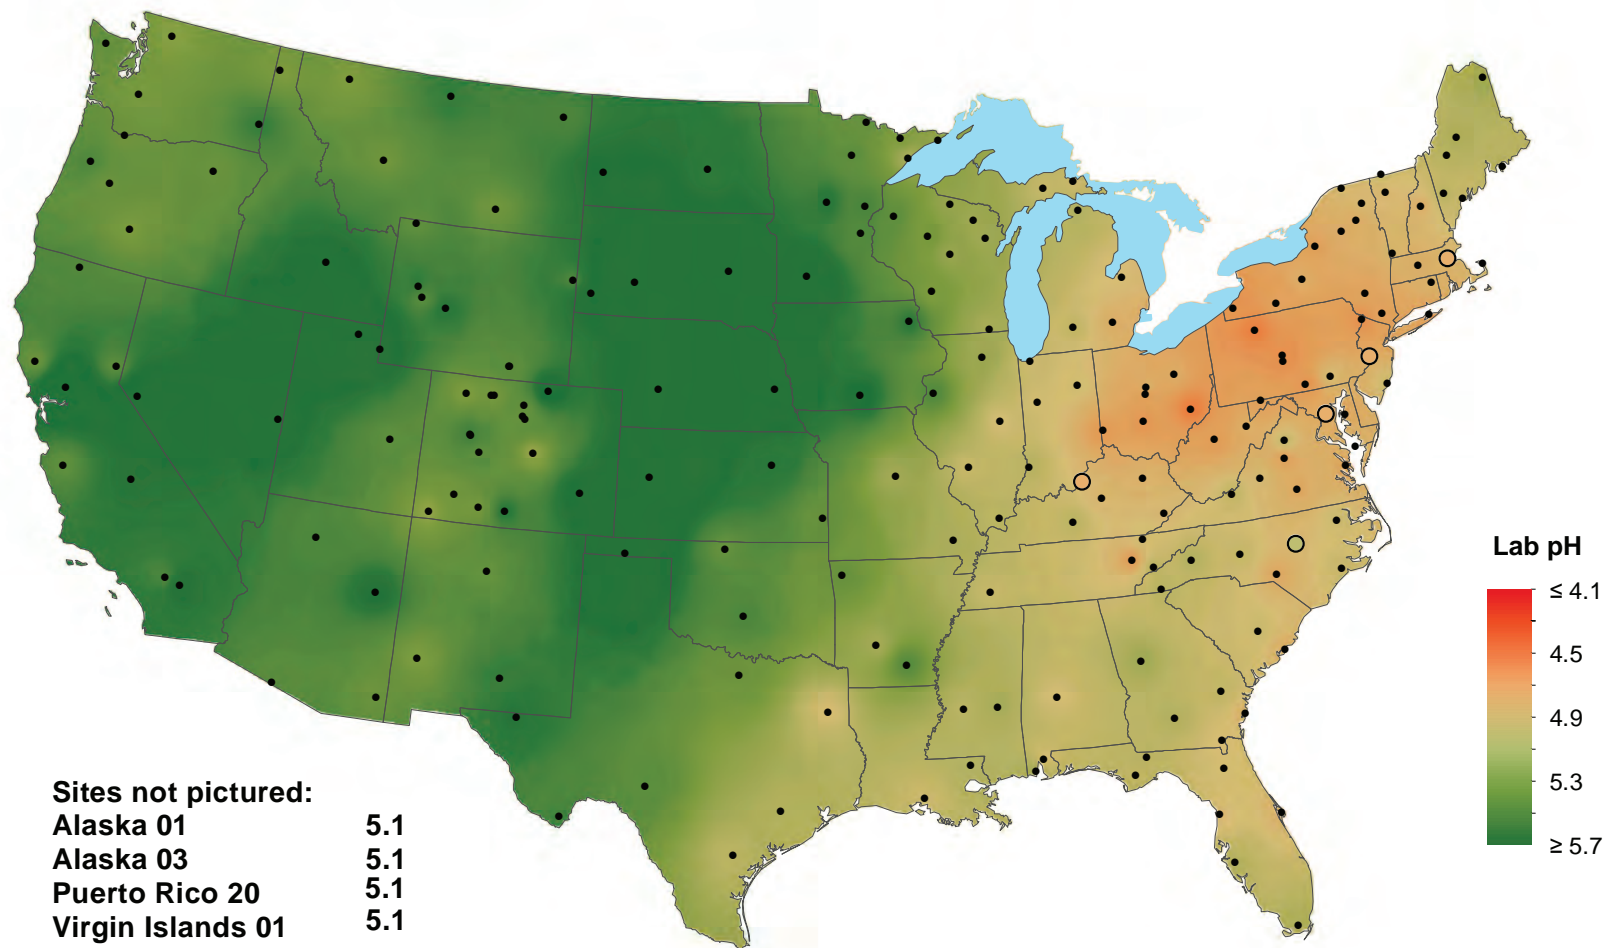 Lab pH
≤ 4.1
4.5
4.9
5.3
≥ 5.7
Sites not pictured:
Alaska 01 5.1
Alaska 03 5.1
Puerto Rico 20 5.1
Virgin Islands 01 5.1